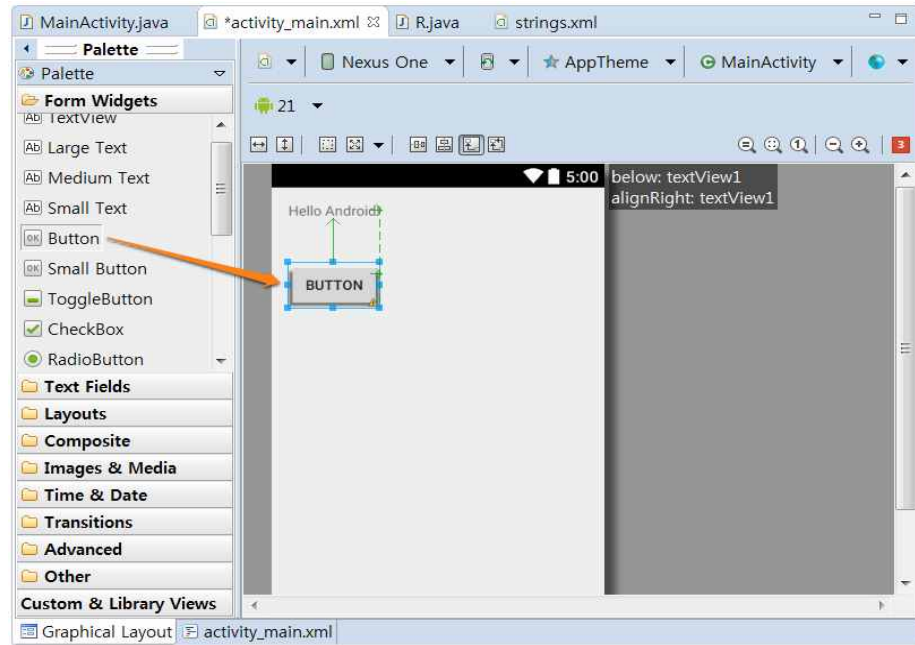 MainActivity.java
*activity_main.xml
R.java
strings.xml
Palette
Palette
Form Widgets
TextView
Large Text
Medium Text
Small Text
Button
Small Button
ToggleButton
CheckBox
RadioButton
Text Fields
Layouts
Composite
Images & Media
Time & Date
Transitions
Advanced
Other
Custom & Library Views
Nexus One
AppTheme
MainActivity
21
3
5:00
Hello Android!
BUTTON
below: textView1
alignRight: textView1
Graphical Layout
activity_main.xml